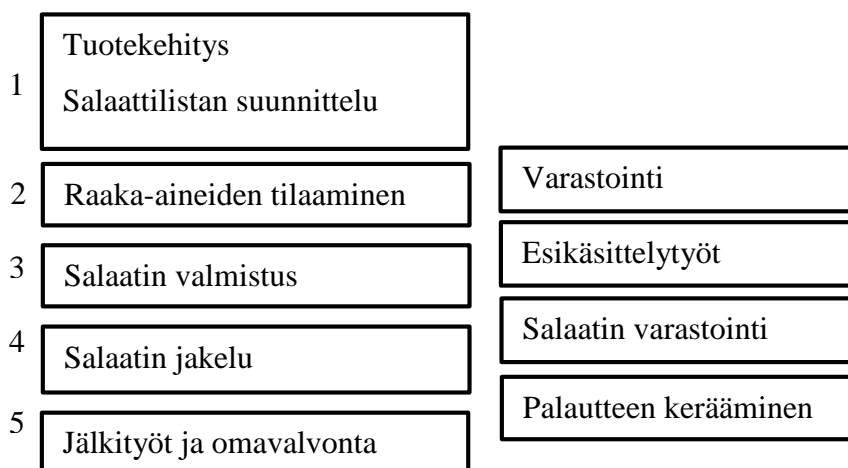 1
Tuotekehitys
Salaattilistan suunnittelu
2
Raaka-aineiden tilaaminen
Varastointi
3
Salaatin valmistus
Esikäsittelytyöt
4
Salaatin jakelu
Salaatin varastointi
5
Jälkityöt ja omavalvonta
Palautteen kerääminen